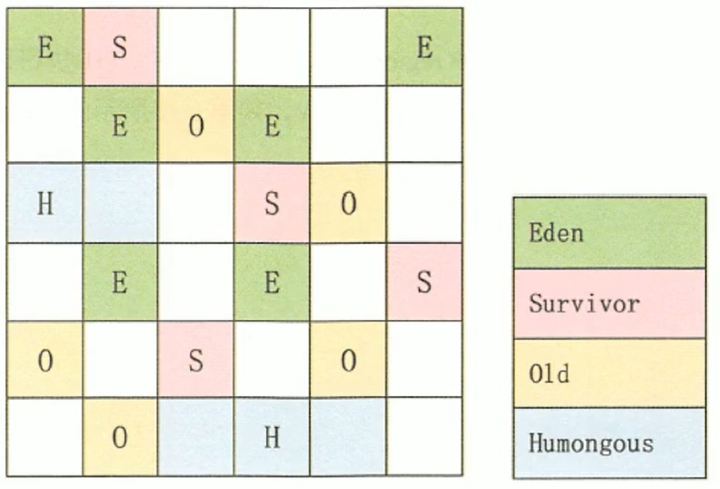 E S E
E O E
H S O
E E S
O S O
O H
Eden
Survivor
Old
Humongous